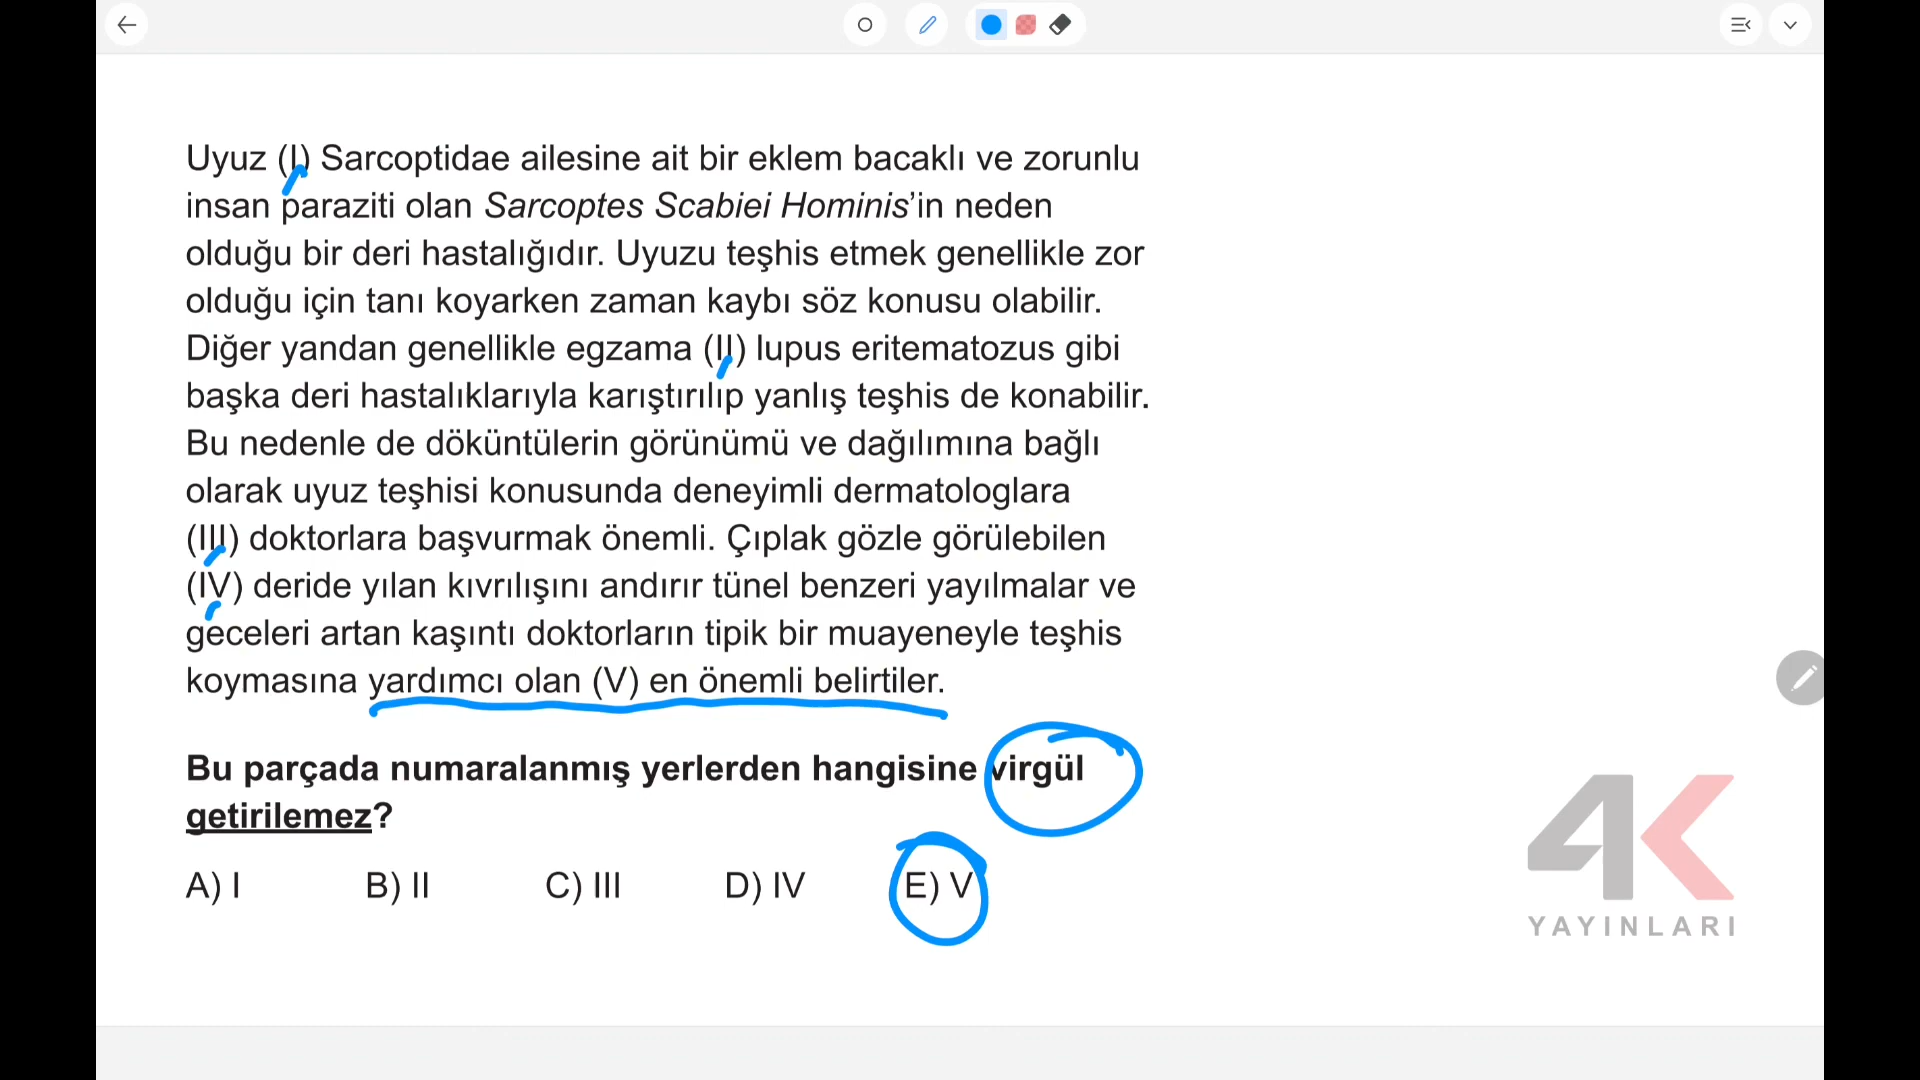 Uyuz (I) Sarcoptidae ailesine ait bir eklem bacaklı ve zorunlu
insan paraziti olan Sarcoptes Scabiei Hominis'in neden
olduğu bir deri hastalığıdır. Uyuzu teşhis etmek genellikle zor
olduğu için tanı koyarken zaman kaybı söz konusu olabilir.
Diğer yandan genellikle egzama (II) lupus eritematozus gibi
başka deri hastalıklarıyla karıştırılıp yanlış teşhis de konabilir.
Bu nedenle de döküntülerin görünümü ve dağılımına bağlı
olarak uyuz teşhisi konusunda deneyimli dermatologlara
(III) doktorlara başvurmak önemli. Çıplak gözle görülebilen
(IV) deride yılan kıvrılışını andırır tünel benzeri yayılmalar ve
geceleri artan kaşıntı doktorların tipik bir muayeneyle teşhis
koymasına yardımcı olan (V) en önemli belirtiler.
Bu parçada numaralanmış yerlerden hangisine virgül
getirilemez?
A) I B) II C) III D) IV E) V
4K
YAYINLARI